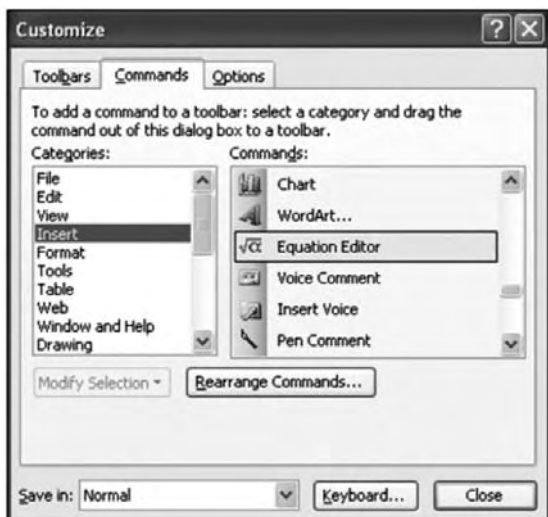 Customize
Toolbars Commands Options
To add a command to a toolbar: select a category and drag the
command out of this dialog box to a toolbar.
Categories: Commands:
File
Edit
View
Insert
Format
Tools
Table
Web
Window and Help
Drawing
Chart
WordArt...
√α Equation Editor
Voice Comment
Insert Voice
Pen Comment
Modify Selection Rearrange Commands...
Save in: Normal Keyboard... Close